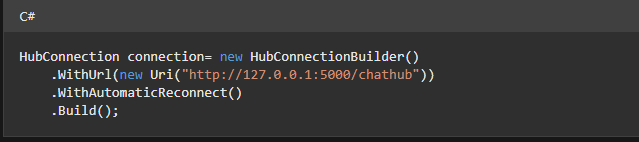 C#
HubConnection connection= new HubConnectionBuilder()
    .WithUrl(new Uri("http://127.0.0.1:5000/chathub"))
    .WithAutomaticReconnect()
    .Build();